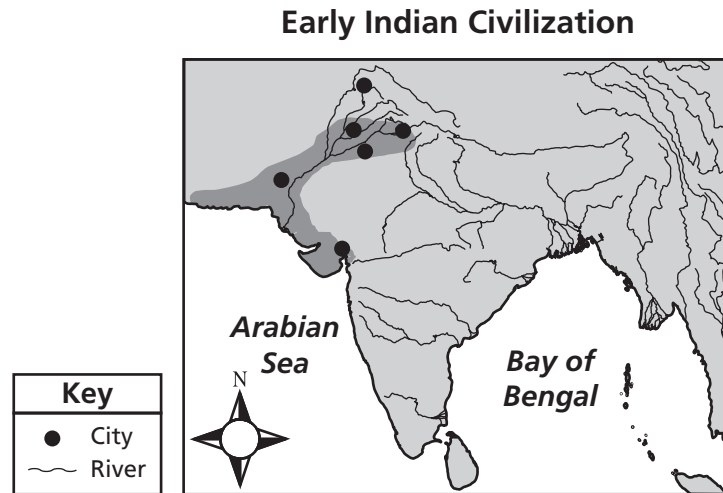 Early Indian Civilization
Arabian
Sea
Bay of
Bengal
N
Key
City
River